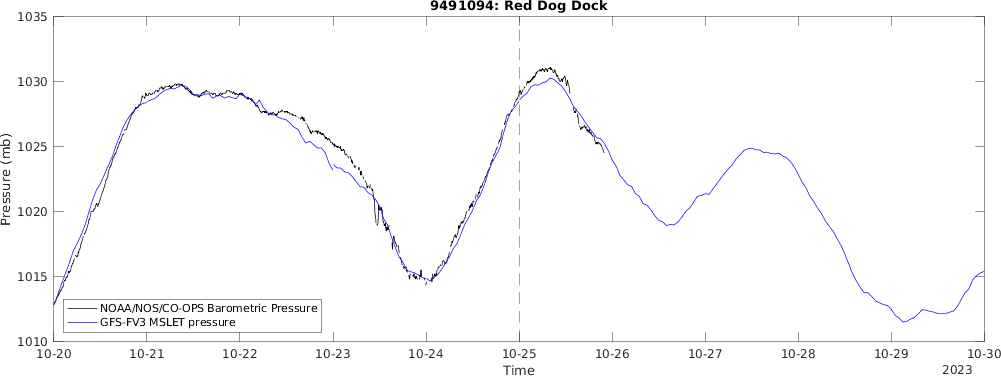 9491094: Red Dog Dock
Pressure (mb)
1035
1030
1025
1020
1015
1010
NOAA/NOS/CO-OPS Barometric Pressure
GFS-FV3 MSLET pressure
10-20 10-21 10-22 10-23 10-24 10-25 10-26 10-27 10-28 10-29 10-30
Time
2023